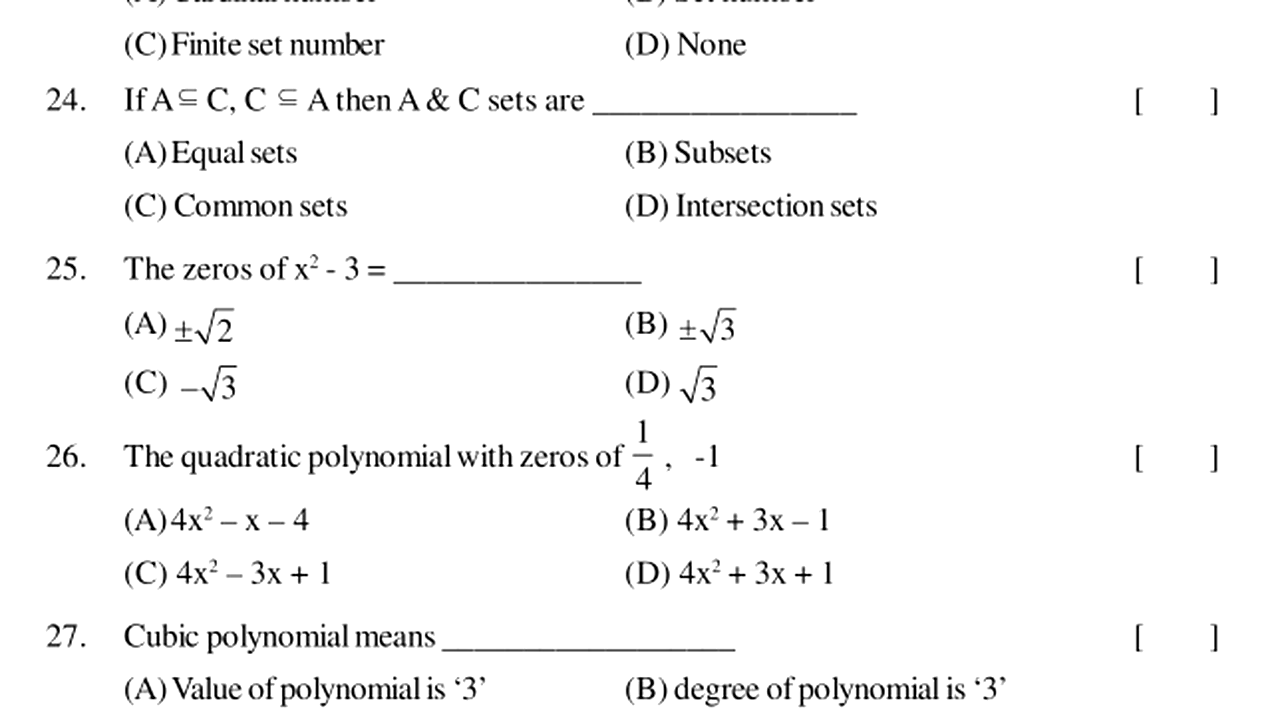 (C) Finite set number (D) None
24. If A ⊆ C, C ⊆ A then A & C sets are ________________ [ ]
(A) Equal sets (B) Subsets
(C) Common sets (D) Intersection sets
25. The zeros of x² - 3 = _______________ [ ]
(A) ±√2 (B) ±√3
(C) –√3 (D) √3
26. The quadratic polynomial with zeros of 1/4 , -1 [ ]
(A) 4x² – x – 4 (B) 4x² + 3x – 1
(C) 4x² – 3x + 1 (D) 4x² + 3x + 1
27. Cubic polynomial means __________________ [ ]
(A) Value of polynomial is ‘3’ (B) degree of polynomial is ‘3’